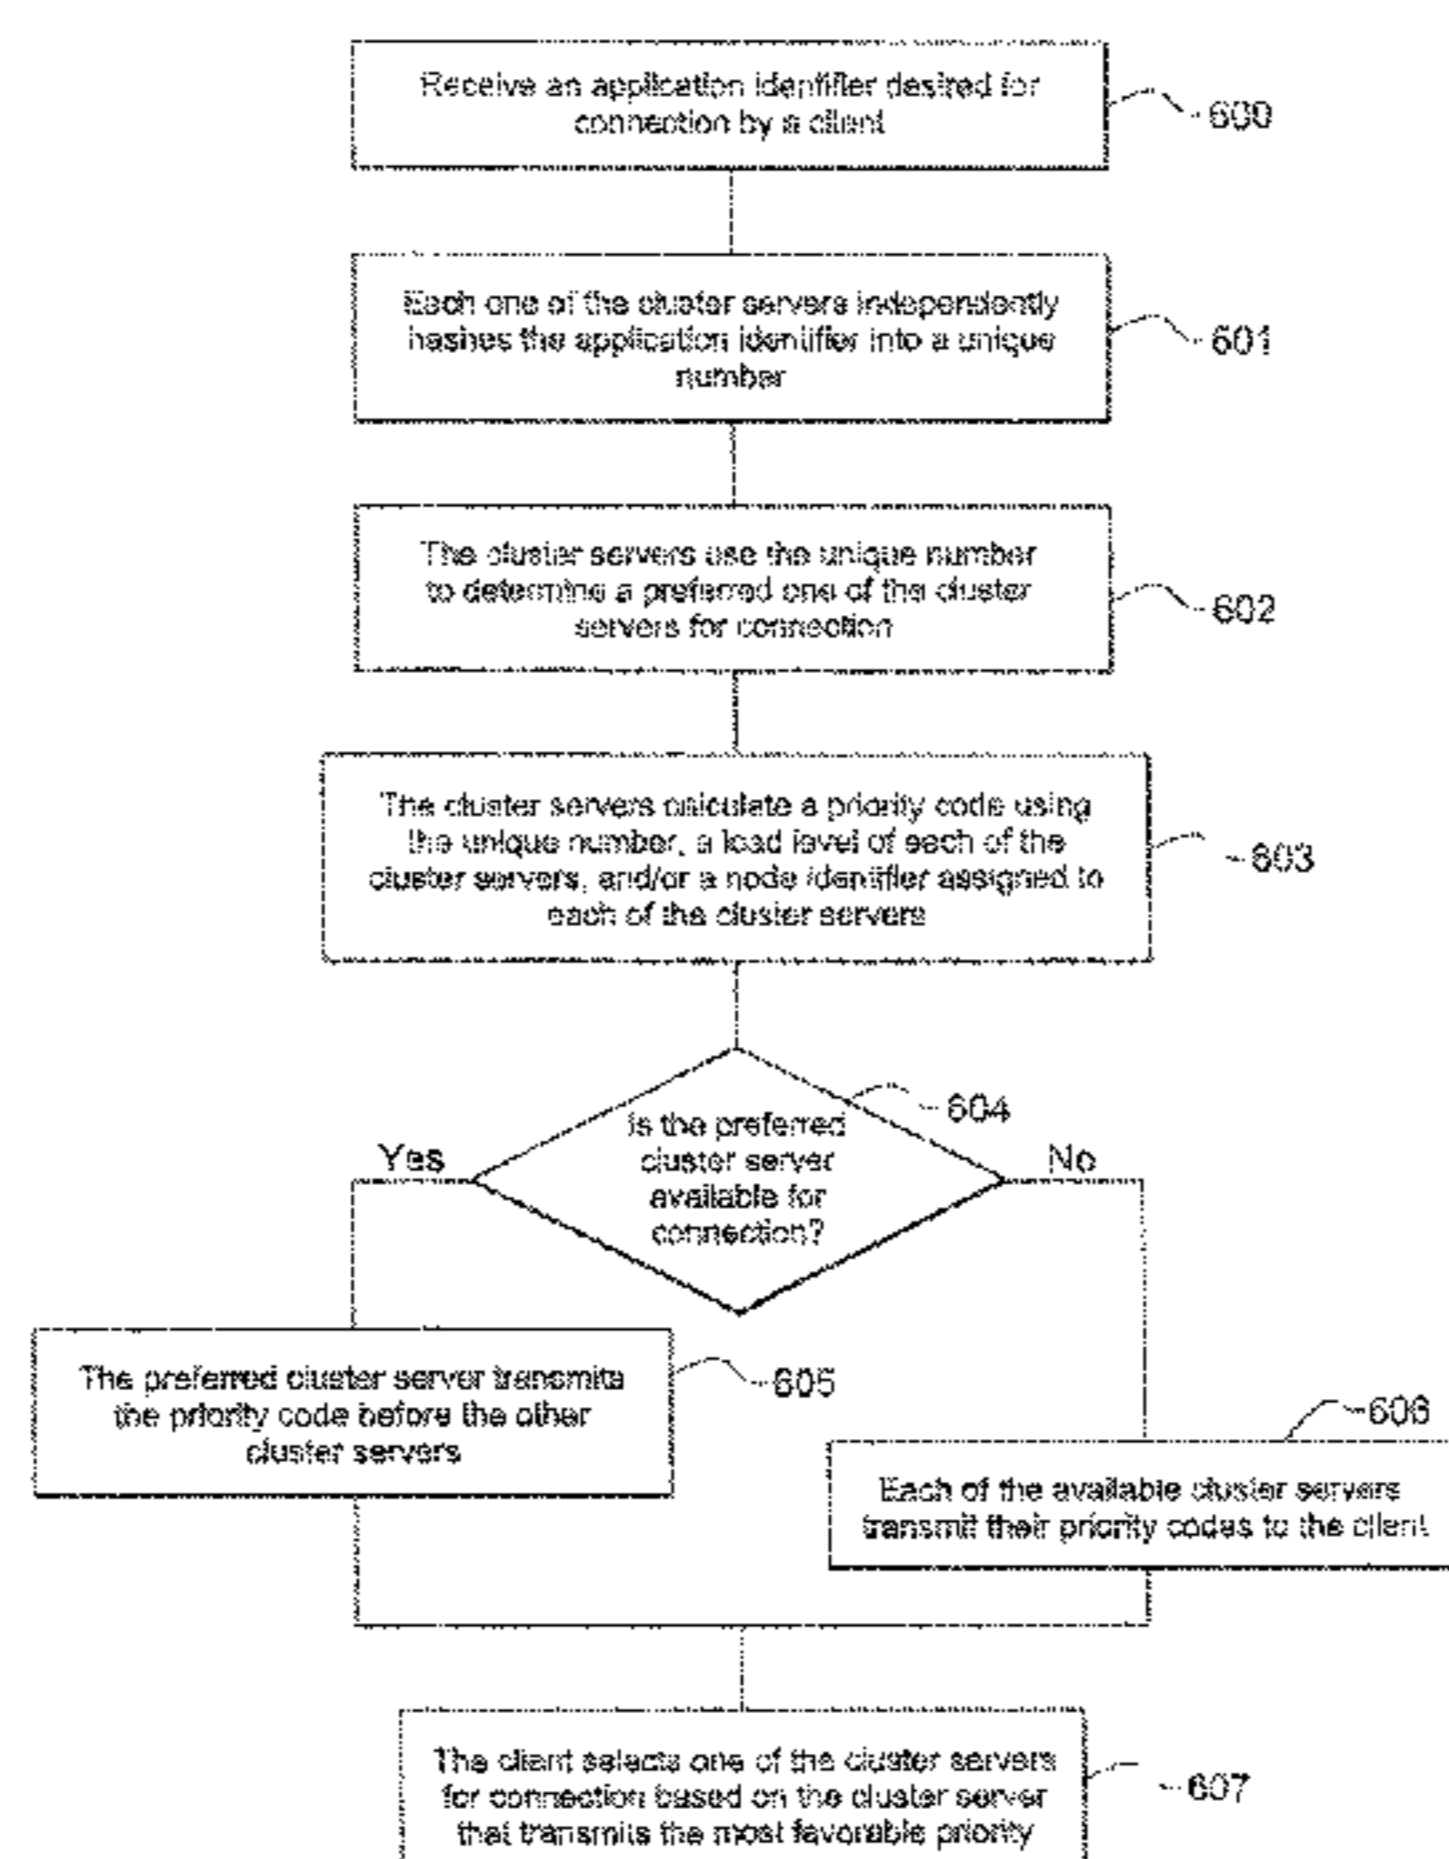 Receive an application identifier desired for
connection by a client
600
Each one of the cluster servers independently
hashes the application identifier into a unique
number
601
The cluster servers use the unique number
to determine a preferred one of the cluster
servers for connection
602
The cluster servers calculate a priority code using
the unique number, a load level of each of the
cluster servers, and/or a node identifier assigned to
each of the cluster servers
603
604
Is the preferred
cluster server
available for
connection?
Yes
No
The preferred cluster server transmits
the priority code before the other
cluster servers
605
606
Each of the available cluster servers
transmit their priority codes to the client
The client selects one of the cluster servers
for connection based on the cluster server
that transmits the most favorable priority
607